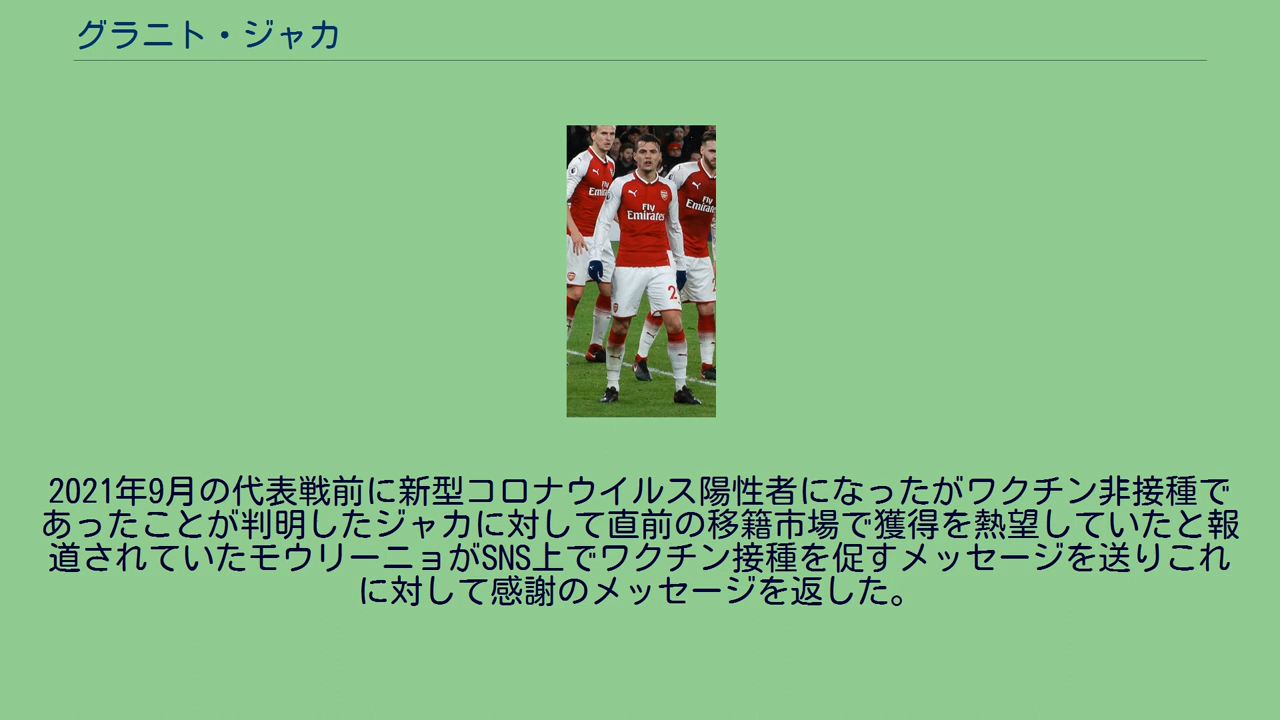 グラニト・ジャカ
Fly
Emirates
Fly
Emirates
Fly
Emirates
2
2021年9月の代表戦前に新型コロナウイルス陽性者になったがワクチン非接種で
あったことが判明したジャカに対して直前の移籍市場で獲得を熱望していたと報
道されていたモウリーニョがSNS上でワクチン接種を促すメッセージを送りこれ
に対して感謝のメッセージを返した。